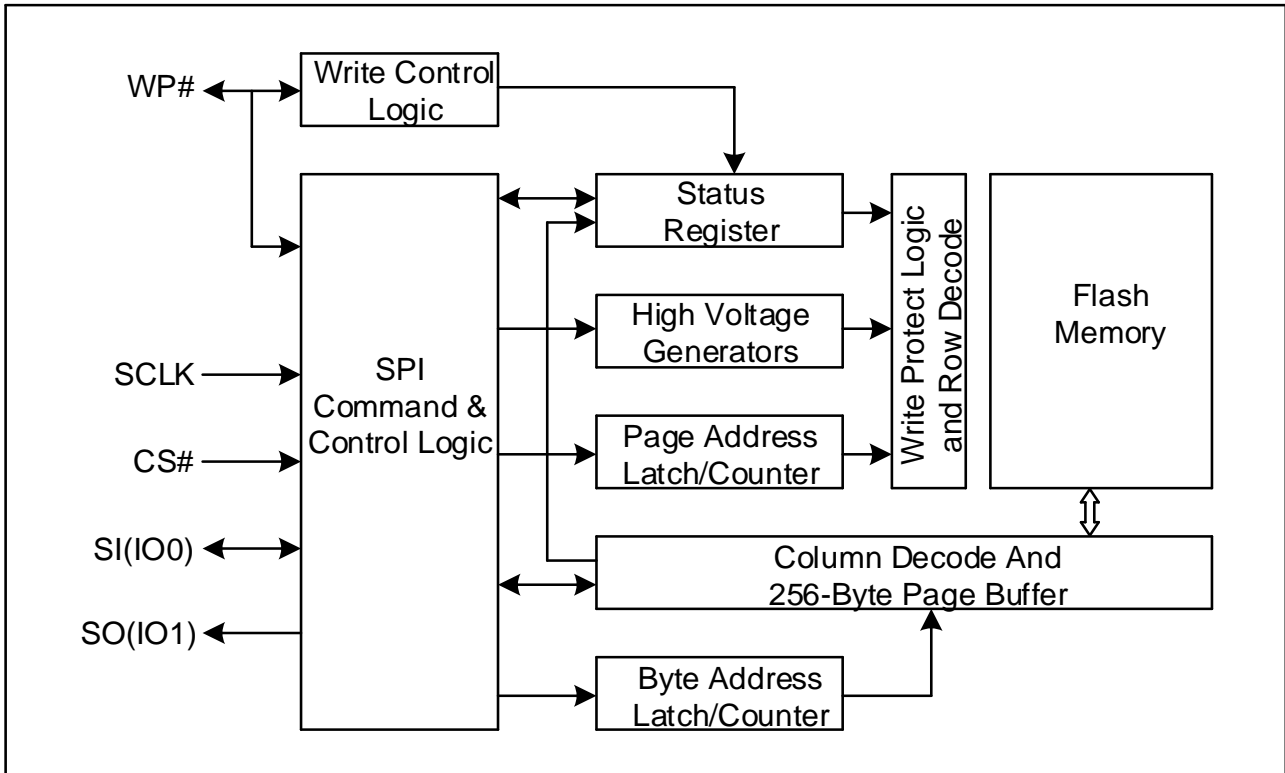 WP#
Write Control
Logic
Status
Register
High Voltage
Generators
Page Address
Latch/Counter
Write Protect Logic
and Row Decode
Flash
Memory
SPI
Command &
Control Logic
SCLK
CS#
SI(IO0)
SO(IO1)
Column Decode And
256-Byte Page Buffer
Byte Address
Latch/Counter